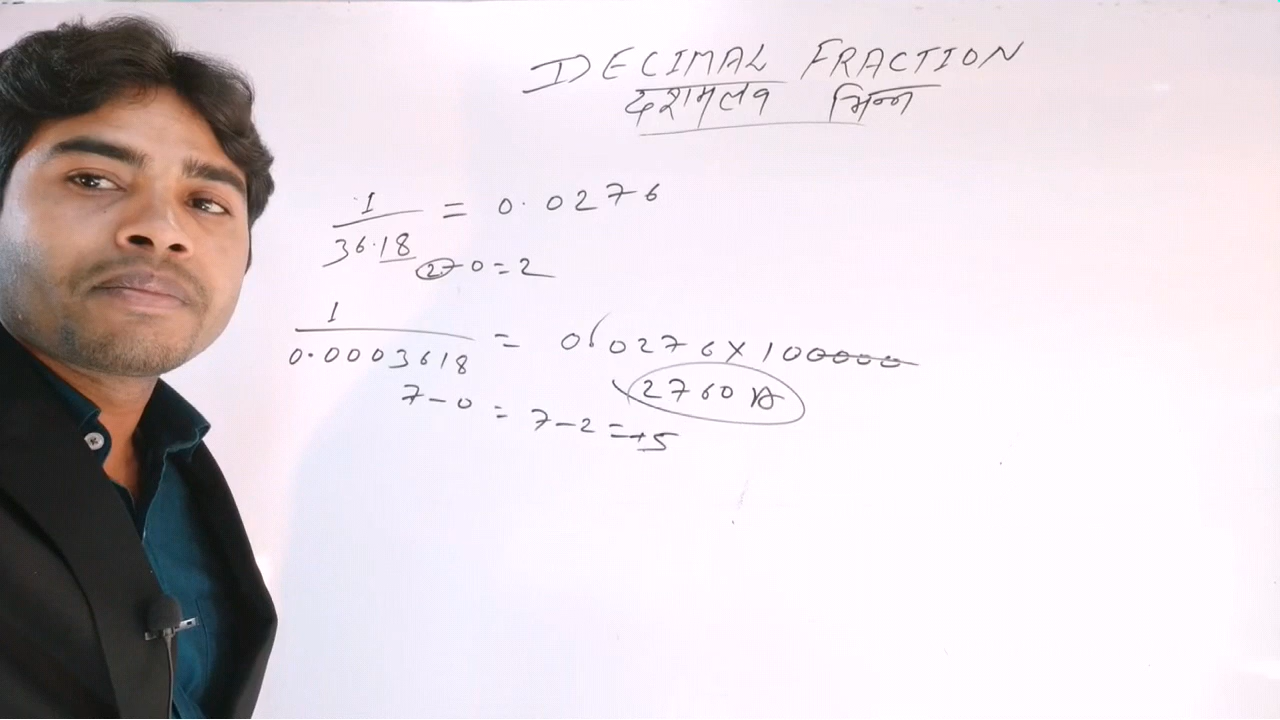 DECIMAL FRACTION
दशमलव भिन्न
1/36.18 = 0.0276
2-0=2
1/0.0003618 = 0.0276×100000
2760 A
7-0 = 7-2=+5